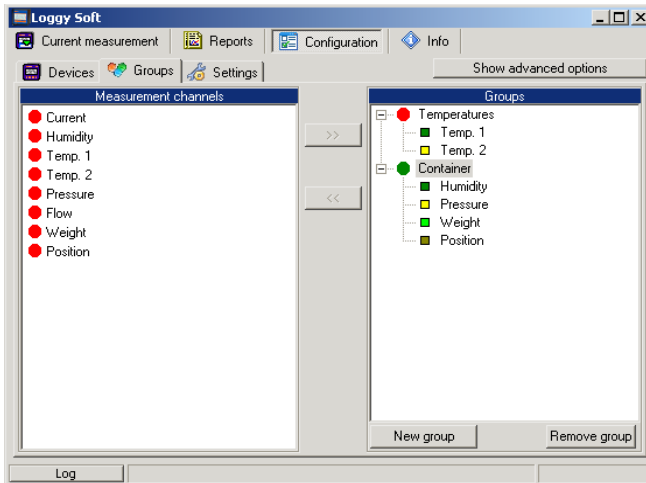 Loggy Soft
Current measurement Reports Configuration Info
Devices Groups Settings Show advanced options
Measurement channels
Current
Humidity
Temp. 1
Temp. 2
Pressure
Flow
Weight
Position
>>
<<
Groups
Temperatures
Temp. 1
Temp. 2
Container
Humidity
Pressure
Weight
Position
New group Remove group
Log